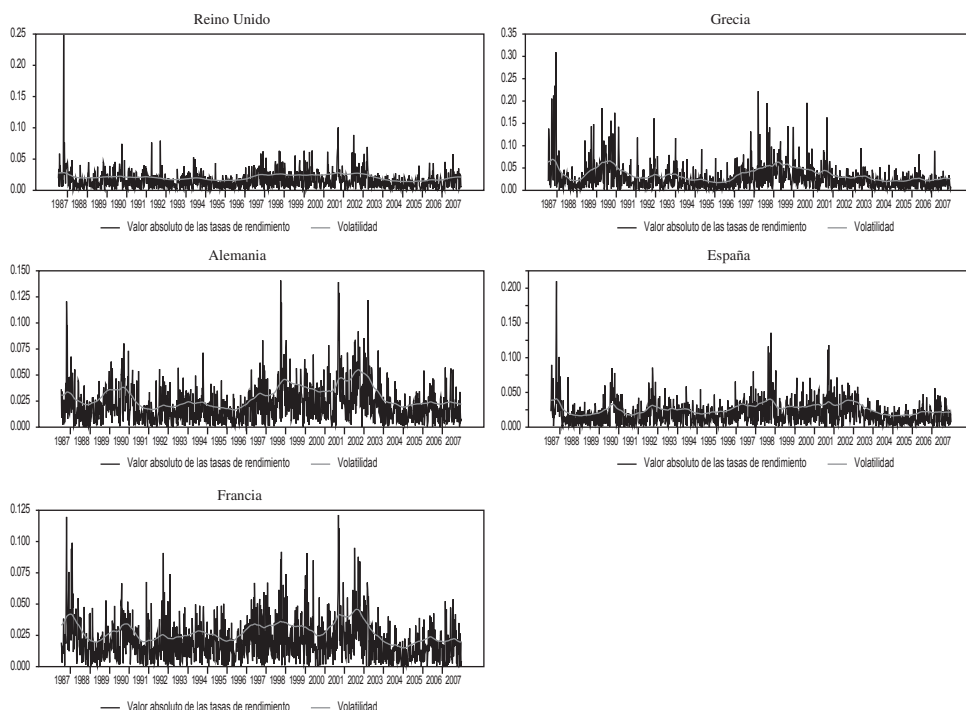 Reino Unido
0.25
0.20
0.15
0.10
0.05
0.00
1987 1988 1989 1990 1991 1992 1993 1994 1995 1996 1997 1998 1999 2000 2001 2002 2003 2004 2005 2006 2007
Valor absoluto de las tasas de rendimiento Volatilidad
Grecia
0.35
0.30
0.25
0.20
0.15
0.10
0.05
0.00
1987 1988 1989 1990 1991 1992 1993 1994 1995 1996 1997 1998 1999 2000 2001 2002 2003 2004 2005 2006 2007
Valor absoluto de las tasas de rendimiento Volatilidad
Alemania
0.150
0.125
0.100
0.075
0.050
0.025
0.000
1987 1988 1989 1990 1991 1992 1993 1994 1995 1996 1997 1998 1999 2000 2001 2002 2003 2004 2005 2006 2007
Valor absoluto de las tasas de rendimiento Volatilidad
España
0.200
0.100
0.050
0.000
1987 1988 1989 1990 1991 1992 1993 1994 1995 1996 1997 1998 1999 2000 2001 2002 2003 2004 2005 2006 2007
Valor absoluto de las tasas de rendimiento Volatilidad
Francia
0.125
0.100
0.075
0.050
0.025
0.000
1987 1988 1989 1990 1991 1992 1993 1994 1995 1996 1997 1998 1999 2000 2001 2002 2003 2004 2005 2006 2007
Valor absoluto de las tasas de rendimiento Volatilidad